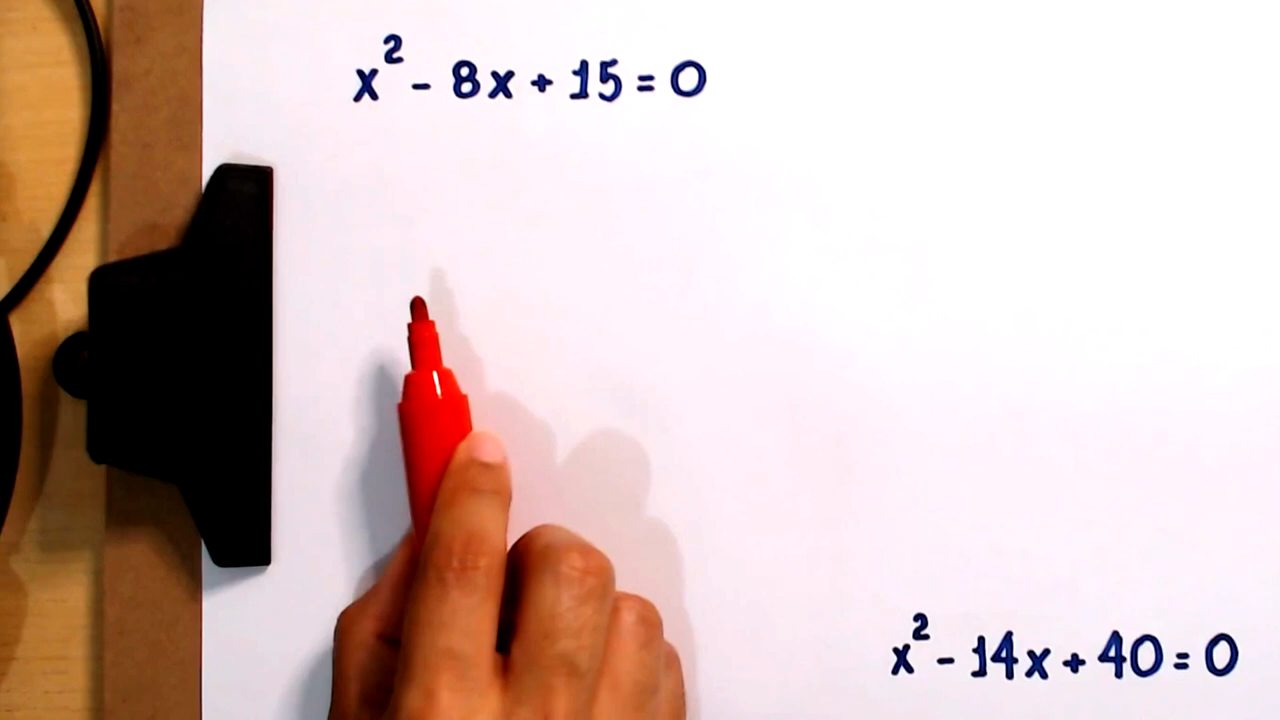 x² - 8x + 15 = 0
x² - 14x + 40 = 0